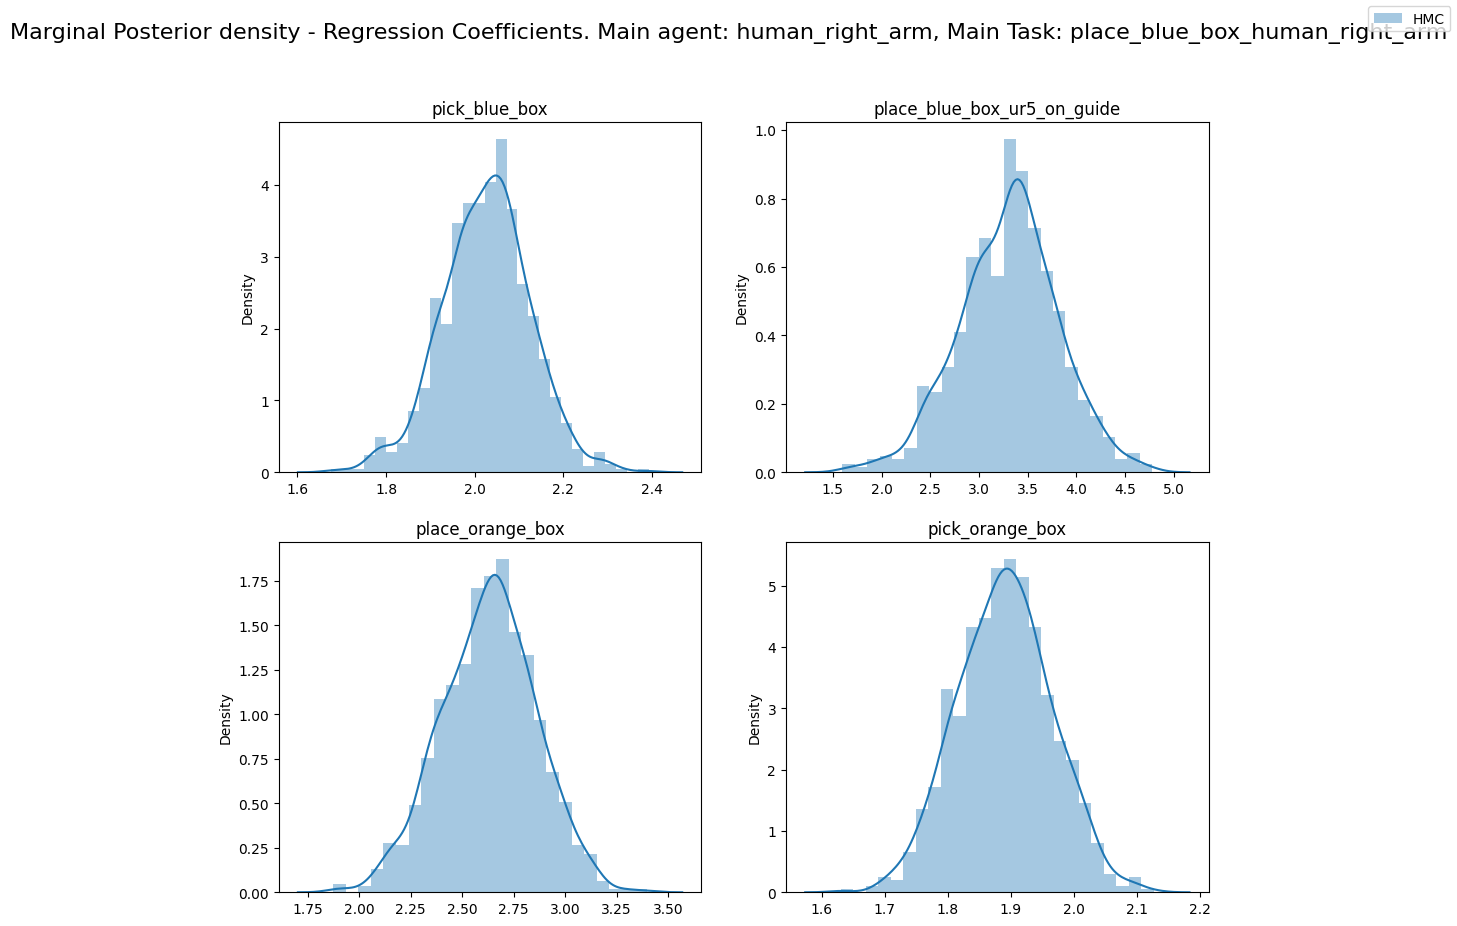 HMC
Marginal Posterior density - Regression Coefficients. Main agent: human_right_arm, Main Task: place_blue_box_human_right_arm
pick_blue_box
place_blue_box_ur5_on_guide
Density
4
3
2
1
0
1.6 1.8 2.0 2.2 2.4
Density
1.0
0.8
0.6
0.4
0.2
0.0
1.5 2.0 2.5 3.0 3.5 4.0 4.5 5.0
place_orange_box
pick_orange_box
Density
1.75
1.50
1.25
1.00
0.75
0.50
0.25
0.00
1.75 2.00 2.25 2.50 2.75 3.00 3.25 3.50
Density
5
4
3
2
1
0
1.6 1.7 1.8 1.9 2.0 2.1 2.2